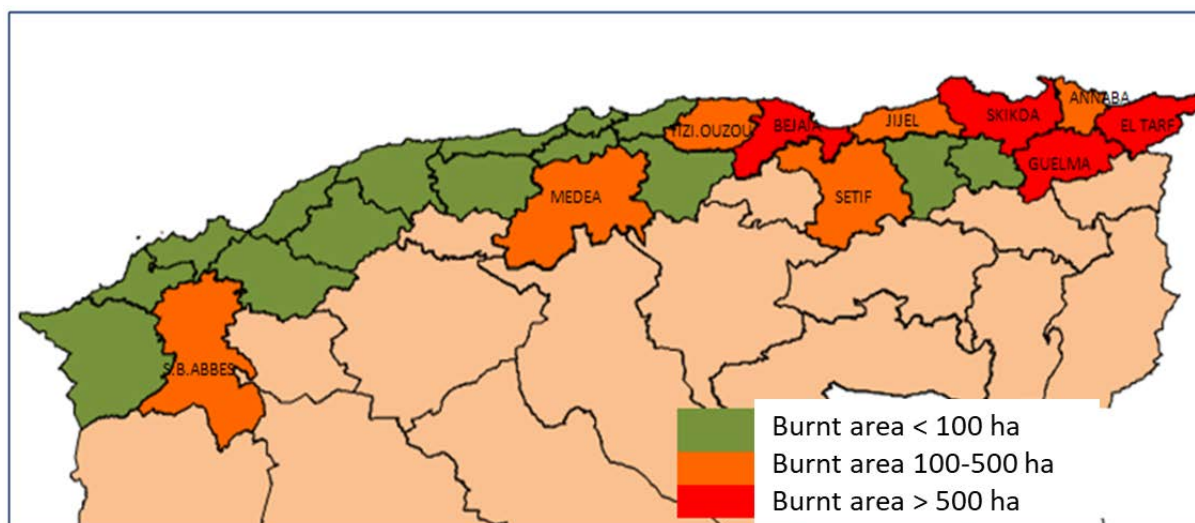 ANNABA
SKIKDA
EL TARF
JIJEL
BEJAIA
TIZI.OUZOU
GUELMA
SETIF
MEDEA
S.B.ABBES
Burnt area < 100 ha
Burnt area 100-500 ha
Burnt area > 500 ha